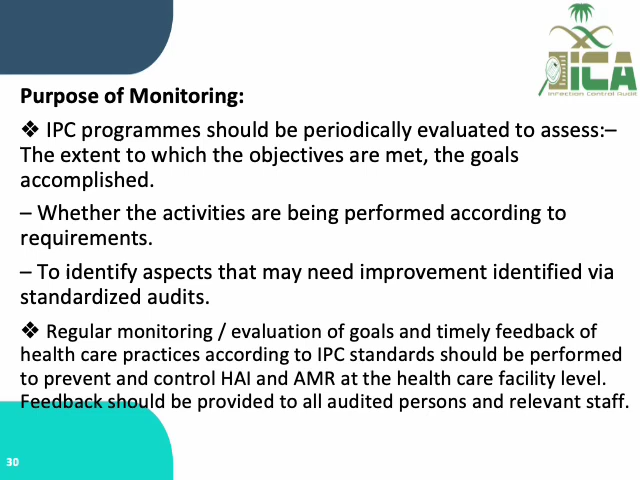 iCA
Infection Control Audit
Purpose of Monitoring:
❖ IPC programmes should be periodically evaluated to assess:–
The extent to which the objectives are met, the goals
accomplished.
– Whether the activities are being performed according to
requirements.
– To identify aspects that may need improvement identified via
standardized audits.
❖ Regular monitoring / evaluation of goals and timely feedback of
health care practices according to IPC standards should be performed
to prevent and control HAI and AMR at the health care facility level.
Feedback should be provided to all audited persons and relevant staff.
30